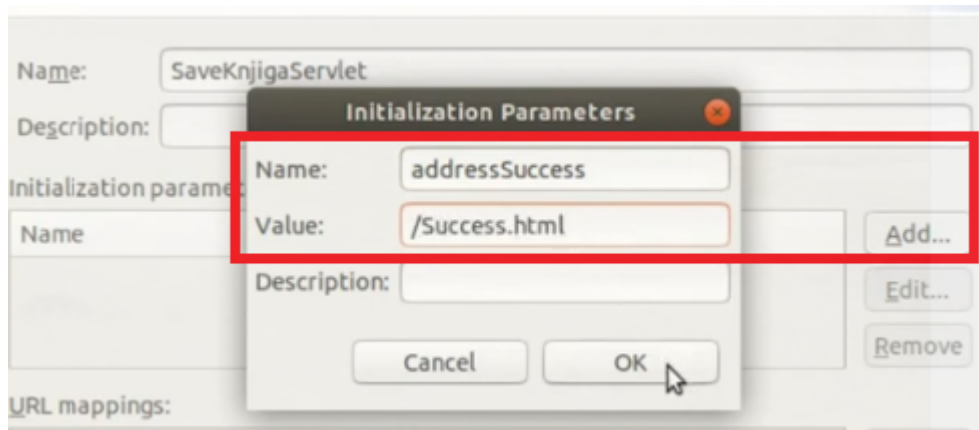 Name: SaveKnjigaServlet
Initialization Parameters
Description:
Name: addressSuccess
Initialization paramet
Value: /Success.html
Name
Add...
Description:
Edit...
Remove
Cancel OK
URL mappings: